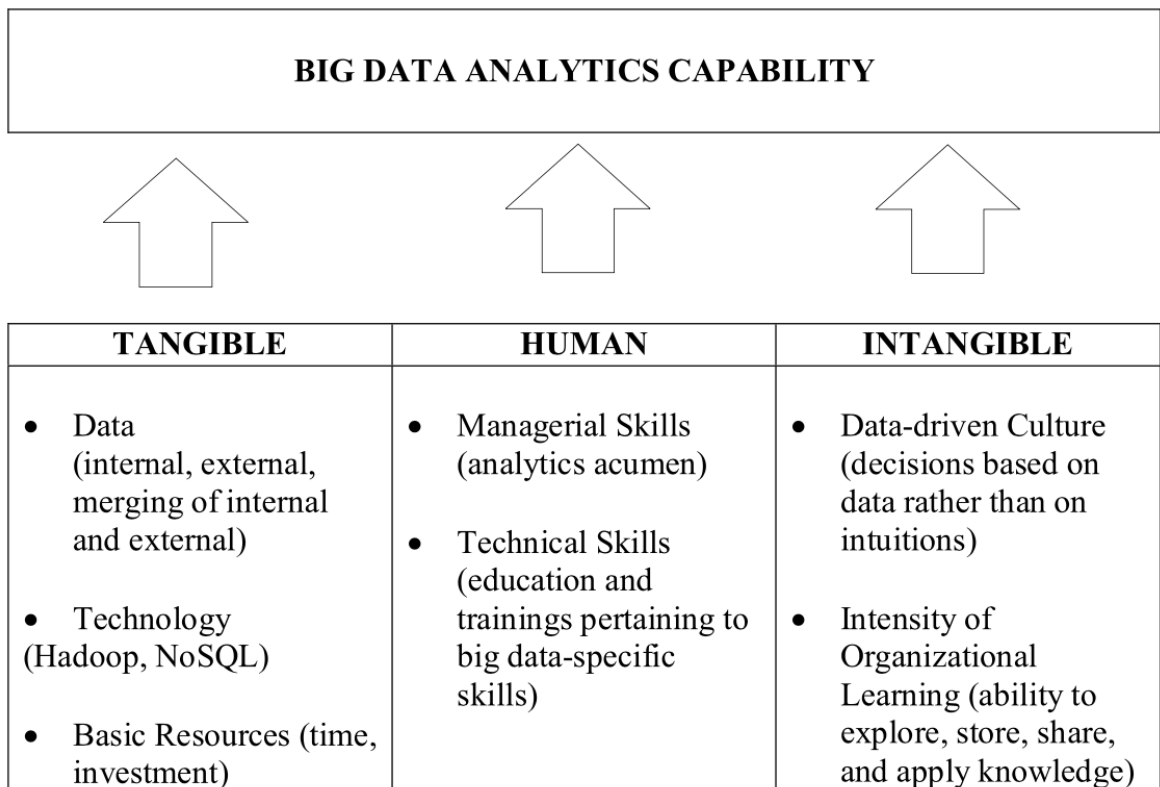 BIG DATA ANALYTICS CAPABILITY
TANGIBLE
HUMAN
INTANGIBLE
• Data
(internal, external,
merging of internal
and external)
• Technology
(Hadoop, NoSQL)
• Basic Resources (time,
investment)
• Managerial Skills
(analytics acumen)
• Technical Skills
(education and
trainings pertaining to
big data-specific
skills)
• Data-driven Culture
(decisions based on
data rather than on
intuitions)
• Intensity of
Organizational
Learning (ability to
explore, store, share,
and apply knowledge)